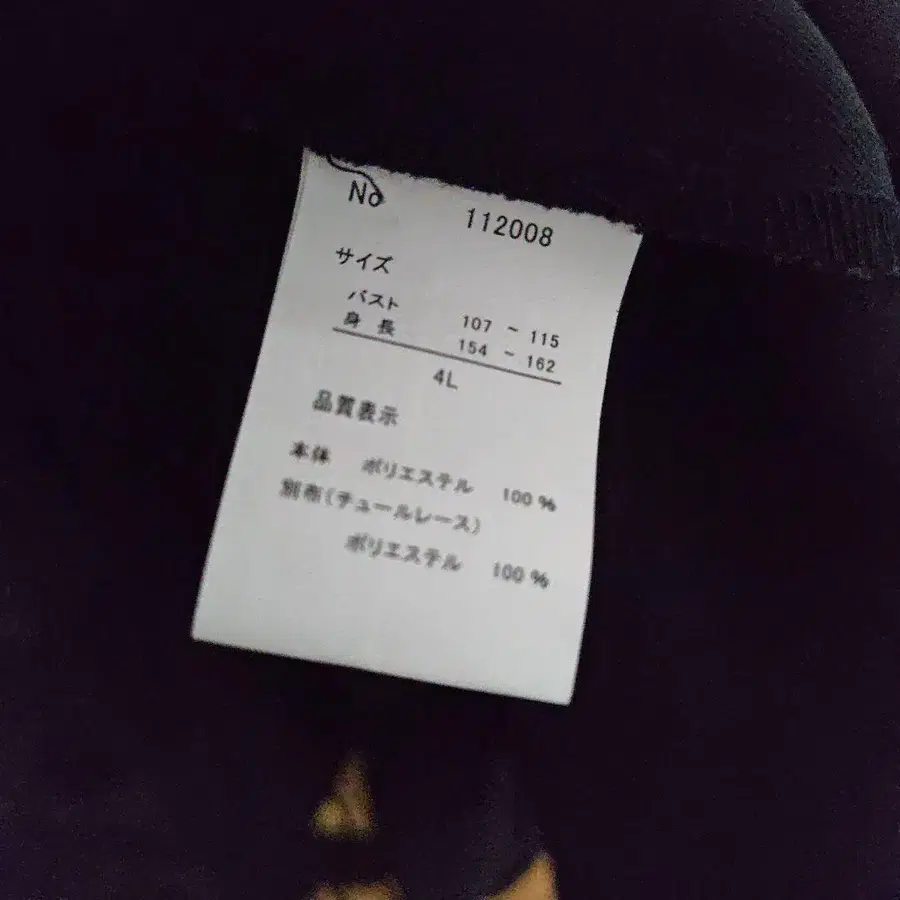 No 112008
サイズ
バスト 107 ~ 115
身長 154 ~ 162
4L
品質表示
本体 ポリエステル 100%
別布(チュールレース)
ポリエステル 100%